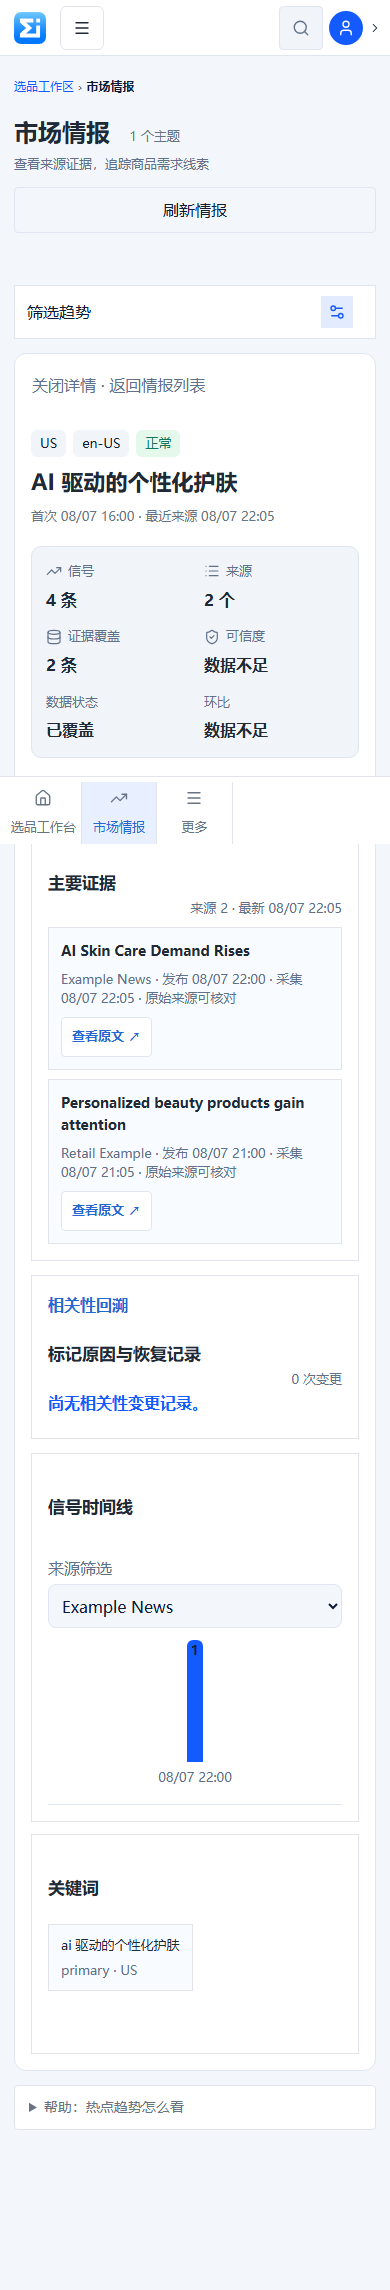 Σi
选品工作区 › 市场情报
市场情报 1 个主题
查看来源证据，追踪商品需求线索
刷新情报
筛选趋势
关闭详情 · 返回情报列表
US en-US 正常
AI 驱动的个性化护肤
首次 08/07 16:00 · 最近来源 08/07 22:05
信号 来源
4 条 2 个
证据覆盖 可信度
2 条 数据不足
数据状态 环比
已覆盖 数据不足
选品工作台 市场情报 更多
主要证据
来源 2 · 最新 08/07 22:05
AI Skin Care Demand Rises
Example News · 发布 08/07 22:00 · 采集
08/07 22:05 · 原始来源可核对
查看原文 ↗
Personalized beauty products gain
attention
Retail Example · 发布 08/07 21:00 · 采集
08/07 21:05 · 原始来源可核对
查看原文 ↗
相关性回溯
标记原因与恢复记录
0 次变更
尚无相关性变更记录。
信号时间线
来源筛选
Example News
1
08/07 22:00
关键词
ai 驱动的个性化护肤
primary · US
▶ 帮助：热点趋势怎么看